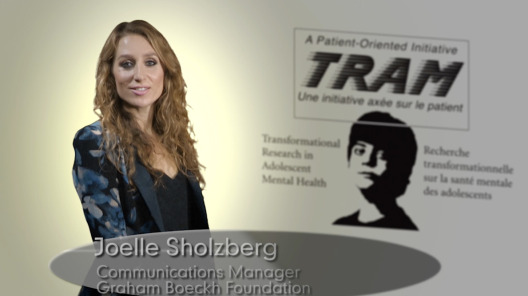 A Patient-Oriented Initiative
TRAM
Une initiative axée sur le patient
Transformational
Research in
Adolescent
Mental Health
Recherche
transformationnelle
sur la santé mentale
des adolescents
Joelle Sholzberg
Communications Manager
Graham Boeckh Foundation